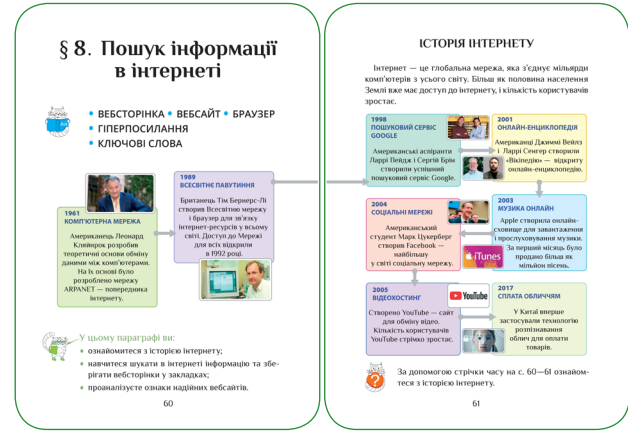 § 8. Пошук інформації
в інтернеті
• ВЕБСТОРІНКА • ВЕБСАЙТ • БРАУЗЕР
• ГІПЕРПОСИЛАННЯ
• КЛЮЧОВІ СЛОВА
1961
КОМП'ЮТЕРНА МЕРЕЖА
Американець Леонард
Клейнрок розробив
теоретичні основи обміну
даними між комп'ютерами.
На їх основі було
розроблено мережу
ARPANET — попередника
інтернету.
1989
ВСЕСВІТНЄ ПАВУТИННЯ
Британець Тім Бернерс-Лі
створив Всесвітню мережу
і браузер для зв'язку
інтернет-ресурсів у всьому
світі. Доступ до Мережі
для всіх відкрили
в 1992 році.
У цьому параграфі ви:
• ознайомитеся з історією інтернету;
• навчитеся шукати в інтернеті інформацію та збе-
рігати вебсторінки у закладках;
• проаналізуєте ознаки надійних вебсайтів.
60
ІСТОРІЯ ІНТЕРНЕТУ
Інтернет — це глобальна мережа, яка з'єднує мільярди
комп'ютерів з усього світу. Більш як половина населення
Землі вже має доступ до інтернету, і кількість користувачів
зростає.
1998
ПОШУКОВИЙ СЕРВІС
GOOGLE
Американські аспіранти
Ларрі Пейдж і Сергій Брін
створили успішний
пошуковий сервіс Google.
2001
ОНЛАЙН-ЕНЦИКЛОПЕДІЯ
Американці Джиммі Вейлз
і Ларрі Сенгер створили
«Вікіпедію» — відкриту
онлайн-енциклопедію.
2004
СОЦІАЛЬНІ МЕРЕЖІ
Американський
студент Марк Цукерберг
створив Facebook —
найбільшу
у світі соціальну мережу.
2003
МУЗИКА ОНЛАЙН
Apple створила онлайн-
сховище для завантаження
і прослуховування музики.
За перший місяць було
продано більш як
мільйон пісень.
iTunes
2005
ВІДЕОХОСТИНГ
YouTube
Створено YouTube — сайт
для обміну відео.
Кількість користувачів
YouTube стрімко зростає.
2017
СПЛАТА ОБЛИЧЧЯМ
У Китаї вперше
застосували технологію
розпізнавання
облич для оплати
товарів.
За допомогою стрічки часу на с. 60—61 ознайом-
теся з історією інтернету.
61